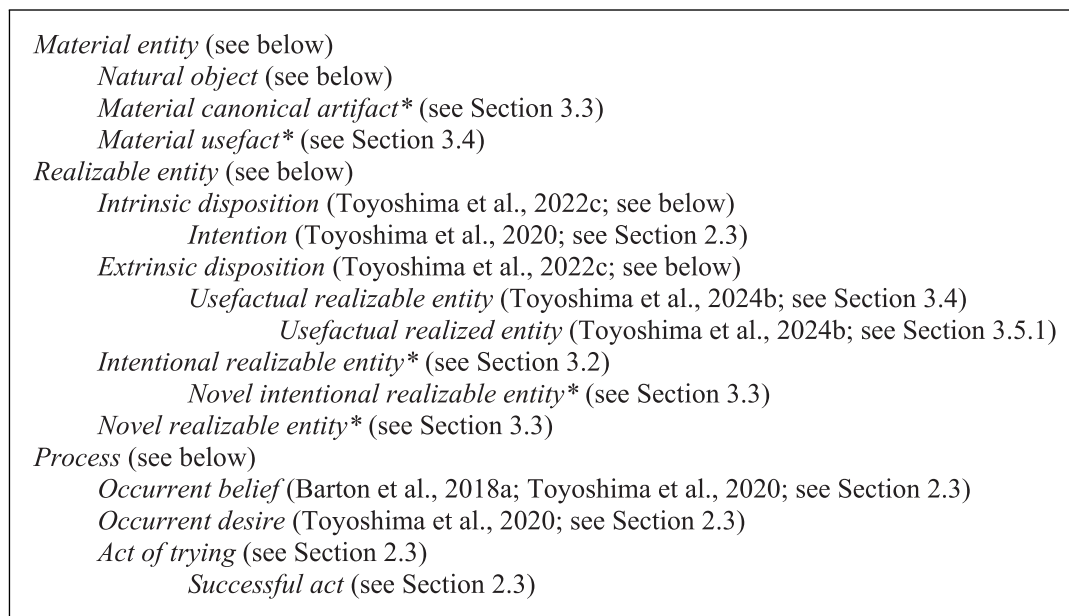 Material entity (see below)
Natural object (see below)
Material canonical artifact* (see Section 3.3)
Material usefact* (see Section 3.4)
Realizable entity (see below)
Intrinsic disposition (Toyoshima et al., 2022c; see below)
Intention (Toyoshima et al., 2020; see Section 2.3)
Extrinsic disposition (Toyoshima et al., 2022c; see below)
Usefactual realizable entity (Toyoshima et al., 2024b; see Section 3.4)
Usefactual realized entity (Toyoshima et al., 2024b; see Section 3.5.1)
Intentional realizable entity* (see Section 3.2)
Novel intentional realizable entity* (see Section 3.3)
Novel realizable entity* (see Section 3.3)
Process (see below)
Occurrent belief (Barton et al., 2018a; Toyoshima et al., 2020; see Section 2.3)
Occurrent desire (Toyoshima et al., 2020; see Section 2.3)
Act of trying (see Section 2.3)
Successful act (see Section 2.3)